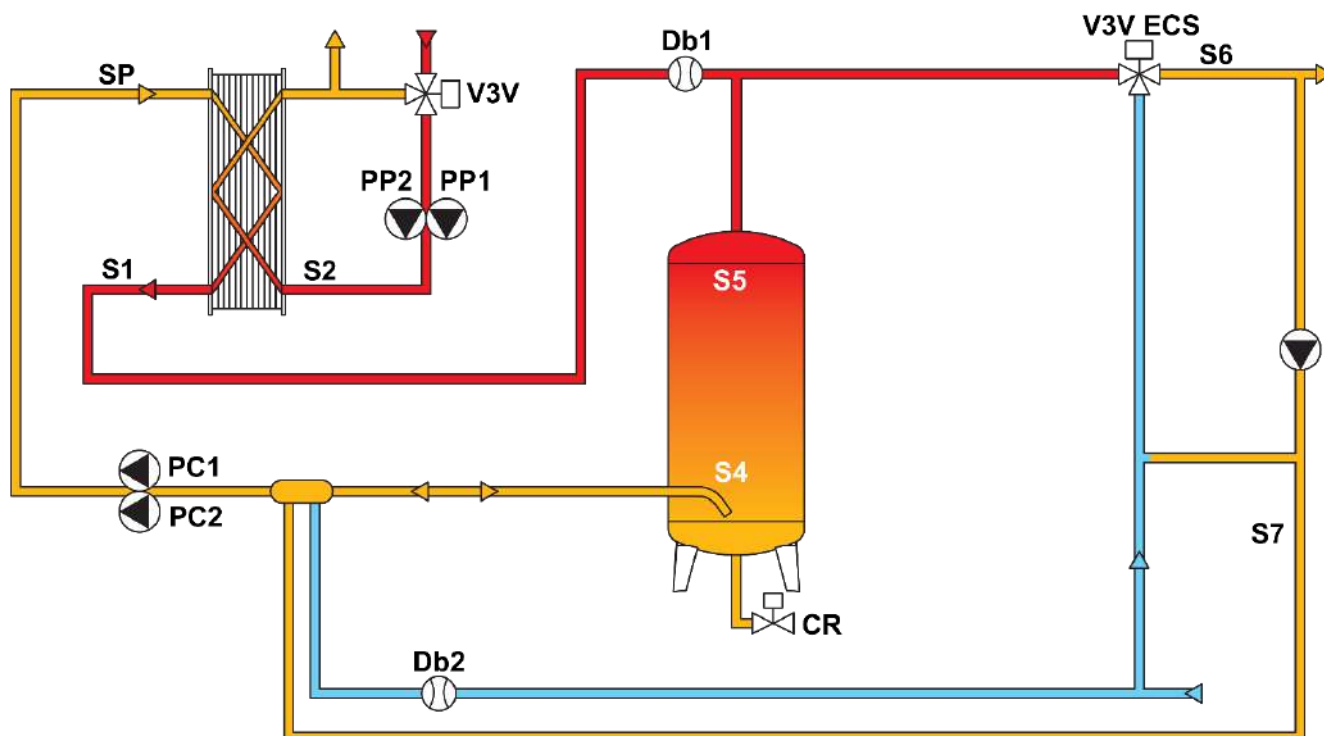 V3V ECS
Db1
S6
SP
V3V
PP2
PP1
S1
S2
S5
PC1
S4
PC2
S7
CR
Db2